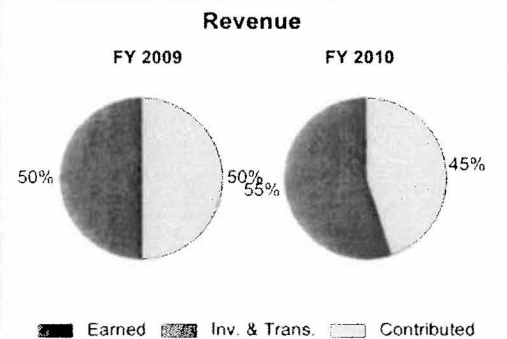 Revenue
FY 2009 FY 2010
50% 50% 55% 45%
Earned Inv. & Trans. Contributed